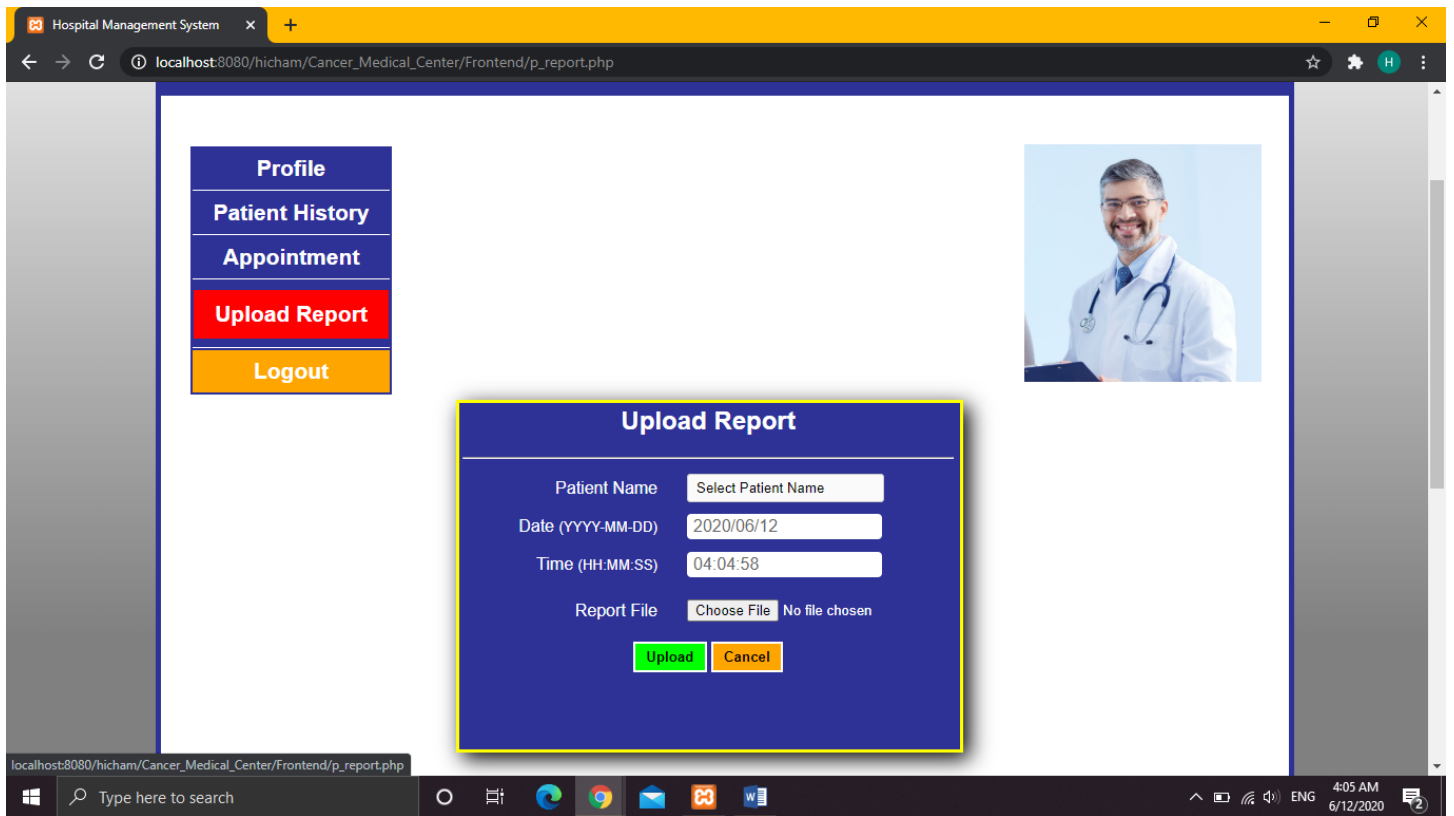 Hospital Management System
localhost:8080/hicham/Cancer_Medical_Center/Frontend/p_report.php
H
Profile
Patient History
Appointment
Upload Report
Logout
Upload Report
Patient Name Select Patient Name
Date (YYYY-MM-DD) 2020/06/12
Time (HH:MM:SS) 04:04:58
Report File Choose File No file chosen
Upload Cancel
localhost:8080/hicham/Cancer_Medical_Center/Frontend/p_report.php
Type here to search
W
ENG
4:05 AM
6/12/2020
2